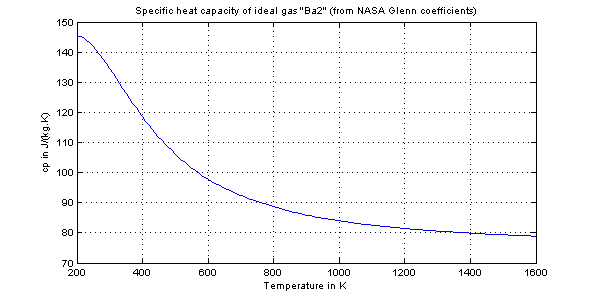 Specific heat capacity of ideal gas "Ba2" (from NASA Glenn coefficients)
150
140
130
120
110
100
90
80
70
cp in J/(kg.K)
200 400 600 800 1000 1200 1400 1600
Temperature in K